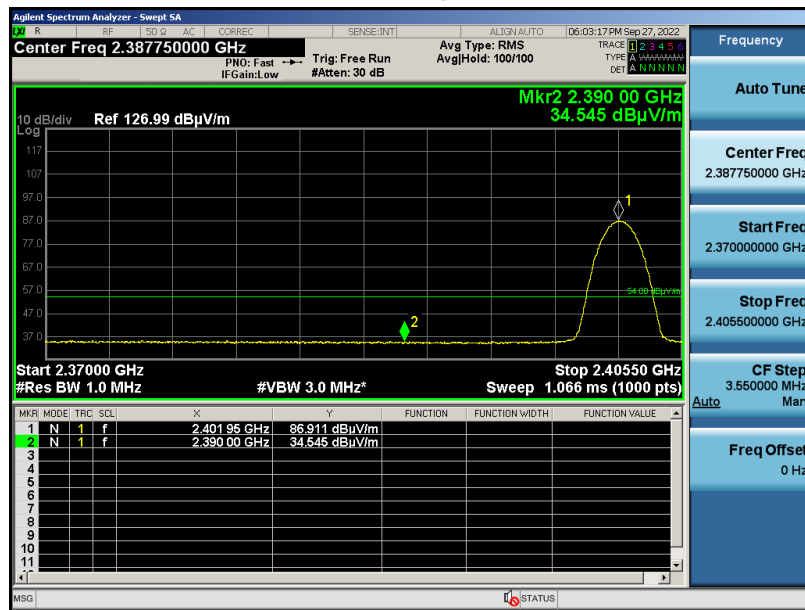 Agilent Spectrum Analyzer - Swept SA
LXI R RF 50 Ω AC CORREC SENSE:INT ALIGN AUTO 06:03:17 PM Sep 27, 2022
Center Freq 2.387750000 GHz
PNO: Fast
IFGain:Low
Trig: Free Run
#Atten: 30 dB
Avg Type: RMS
Avg|Hold: 100/100
TRACE 1 2 3 4 5 6
TYPE A WWWWW
DET A N N N N N
Mkr2 2.390 00 GHz
34.545 dBµV/m
10 dB/div Ref 126.99 dBµV/m
Log
117
107
97.0
87.0
77.0
67.0
57.0
47.0
37.0
1
54.00 dBµV/m
2
Start 2.37000 GHz Stop 2.40550 GHz
#Res BW 1.0 MHz #VBW 3.0 MHz* Sweep 1.066 ms (1000 pts)
MKR MODE TRC SCL X Y FUNCTION FUNCTION WIDTH FUNCTION VALUE
1 N 1 f 2.401 95 GHz 86.911 dBµV/m
2 N 1 f 2.390 00 GHz 34.545 dBµV/m
3
4
5
6
7
8
9
10
11
MSG STATUS
Frequency
Auto Tune
Center Freq
2.387750000 GHz
Start Freq
2.370000000 GHz
Stop Freq
2.405500000 GHz
CF Step
3.550000 MHz
Auto Man
Freq Offset
0 Hz